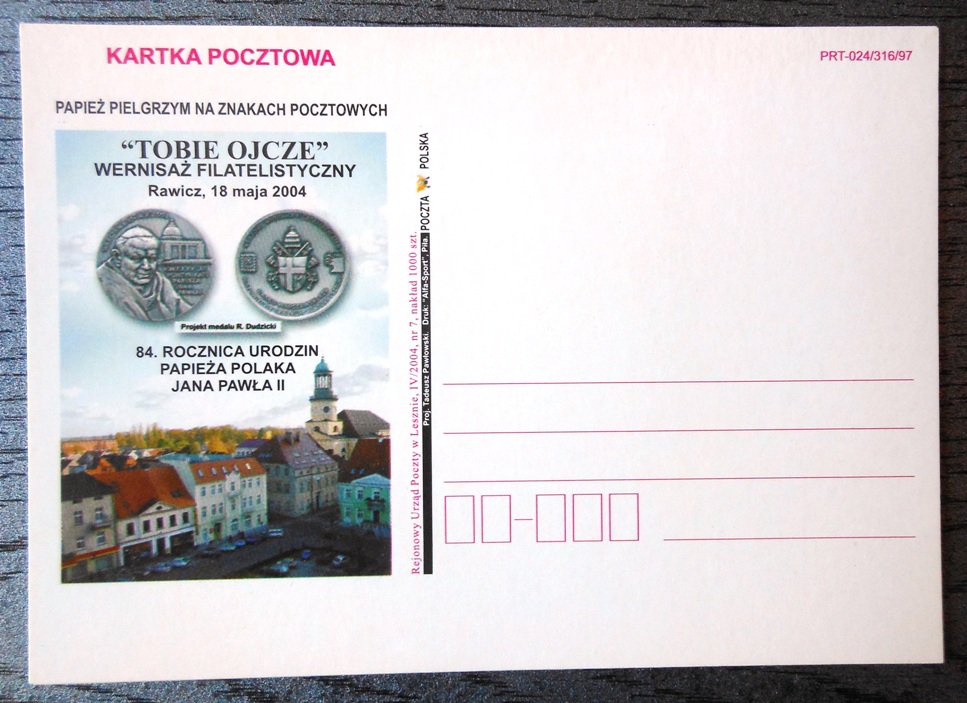 KARTKA POCZTOWA
PRT-024/316/97
PAPIEŻ PIELGRZYM NA ZNAKACH POCZTOWYCH
“TOBIE OJCZE”
WERNISAŻ FILATELISTYCZNY
Rawicz, 18 maja 2004
Projekt medalu R. Dudzicki
84. ROCZNICA URODZIN
PAPIEŻA POLAKA
JANA PAWŁA II
Rejonowy Urząd Poczty w Lesznie, IV/2004, nr 7, nakład 1000 szt.
Proj. Tadeusz Pawłowski. Druk: "Alfa-Sport", Piła. POCZTA POLSKA